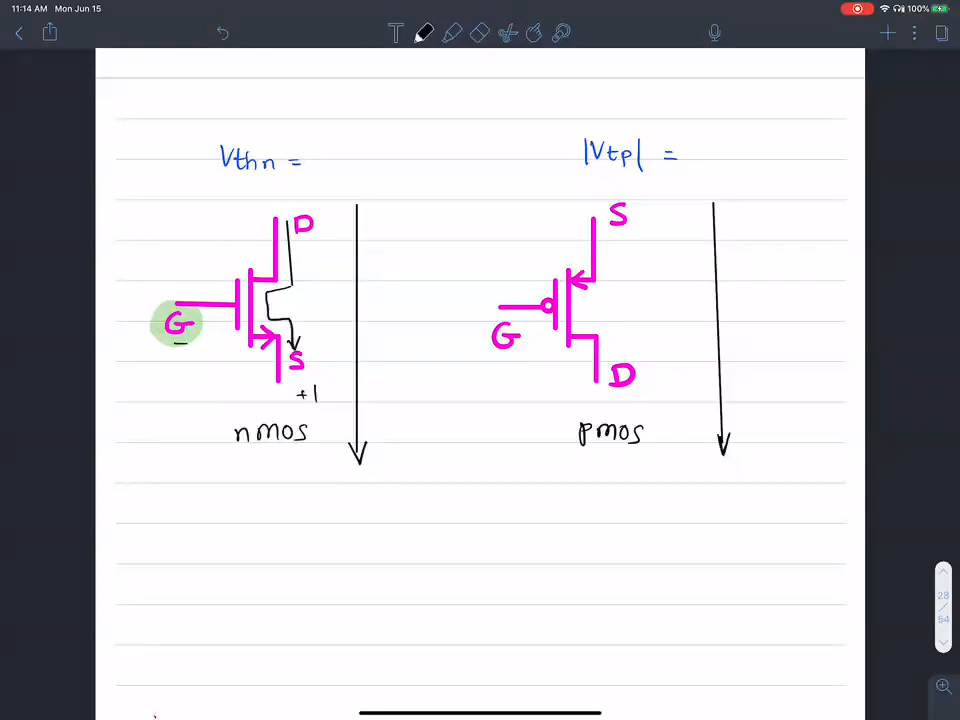 11:14 AM Mon Jun 15
100%
T
Vthn =
|Vtp| =
D
S
G
G
S
D
+1
nmos
pmos
28
/
54